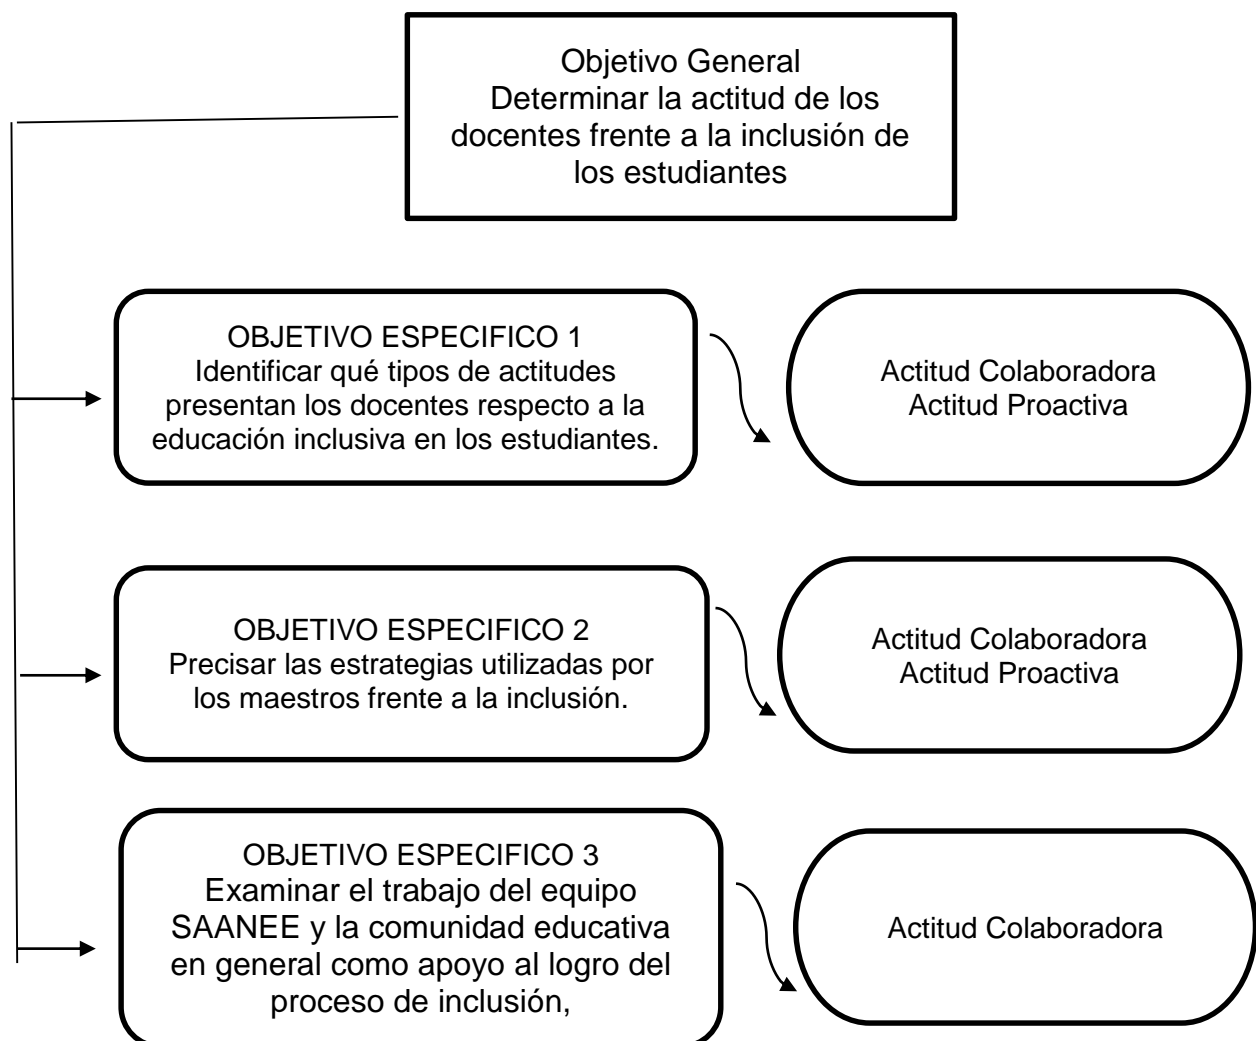 Objetivo General
Determinar la actitud de los
docentes frente a la inclusión de
los estudiantes
OBJETIVO ESPECIFICO 1
Identificar qué tipos de actitudes
presentan los docentes respecto a la
educación inclusiva en los estudiantes.
Actitud Colaboradora
Actitud Proactiva
OBJETIVO ESPECIFICO 2
Precisar las estrategias utilizadas por
los maestros frente a la inclusión.
Actitud Colaboradora
Actitud Proactiva
OBJETIVO ESPECIFICO 3
Examinar el trabajo del equipo
SAANEE y la comunidad educativa
en general como apoyo al logro del
proceso de inclusión,
Actitud Colaboradora